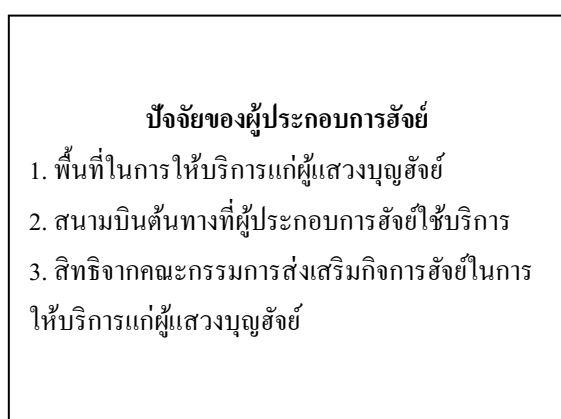 ปัจจัยของผู้ประกอบการฮัจย์
1. พื้นที่ในการให้บริการแก่ผู้แสวงบุญฮัจย์
2. สนามบินต้นทางที่ผู้ประกอบการฮัจย์ใช้บริการ
3. สิทธิจากคณะกรรมการส่งเสริมกิจการฮัจย์ในการ
ให้บริการแก่ผู้แสวงบุญฮัจย์